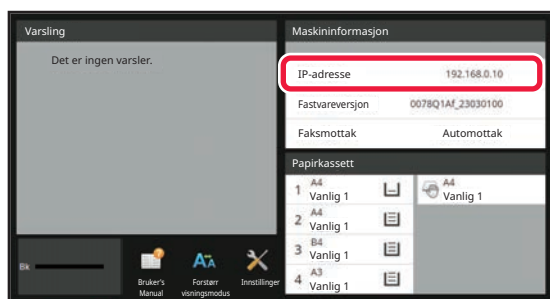 Varsling
Det er ingen varsler.
Maskininformasjon
IP-adresse 192.168.0.10
Fastvareversjon 0078Q1Af_23030100
Faksmottak Automottak
Papirkassett
1 A4
Vanlig 1
A4
Vanlig 1
2 A4
Vanlig 1
3 B4
Vanlig 1
4 A3
Vanlig 1
Bk
Bruker's
Manual
Forstørr
visningsmodus
Innstillinger